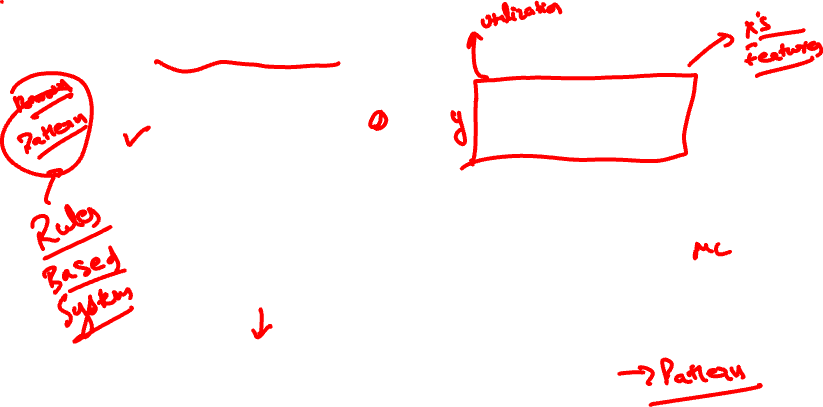 utilization
x's
features
Pattern
y
Rules
Based
System
ML
→ Pattern